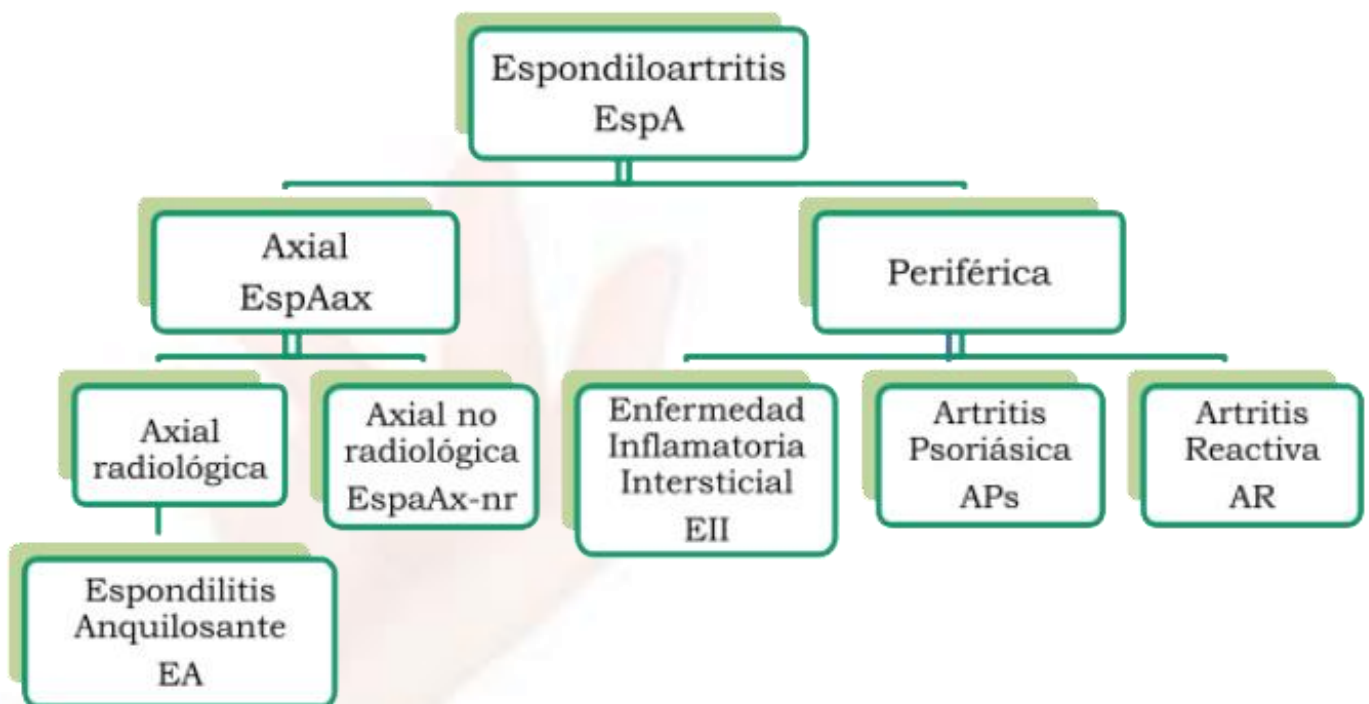 Espondiloartritis
EspA
Axial
EspAax
Periférica
Axial
radiológica
Axial no
radiológica
EspaAx-nr
Enfermedad
Inflamatoria
Intersticial
EII
Artritis
Psoriásica
APs
Artritis
Reactiva
AR
Espondilitis
Anquilosante
EA